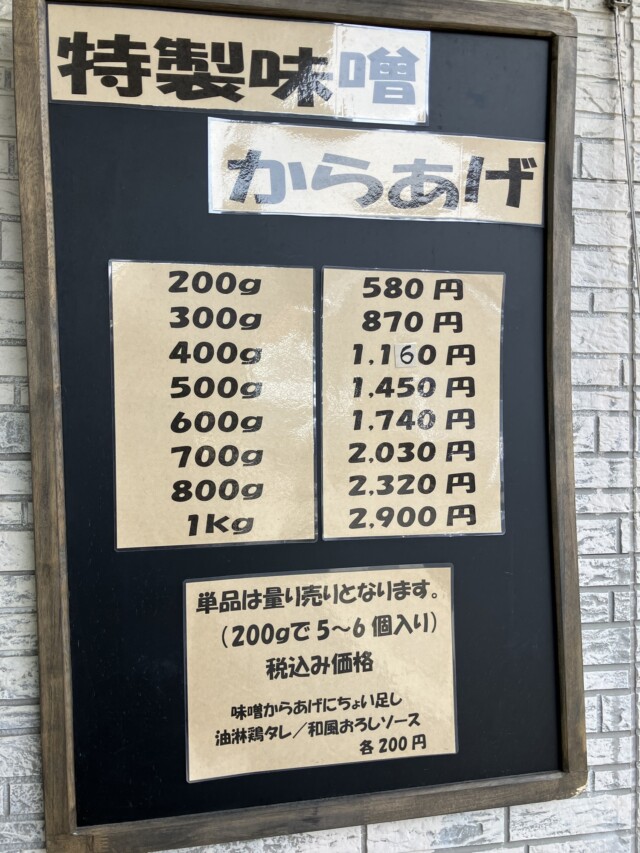 特製味噌
からあげ
200g 580円
300g 870円
400g 1,160円
500g 1,450円
600g 1,740円
700g 2,030円
800g 2,320円
1kg 2,900円
単品は量り売りとなります。
（200gで5～6個入り）
税込み価格
味噌からあげにちょい足し
油淋鶏タレ／和風おろしソース
各200円